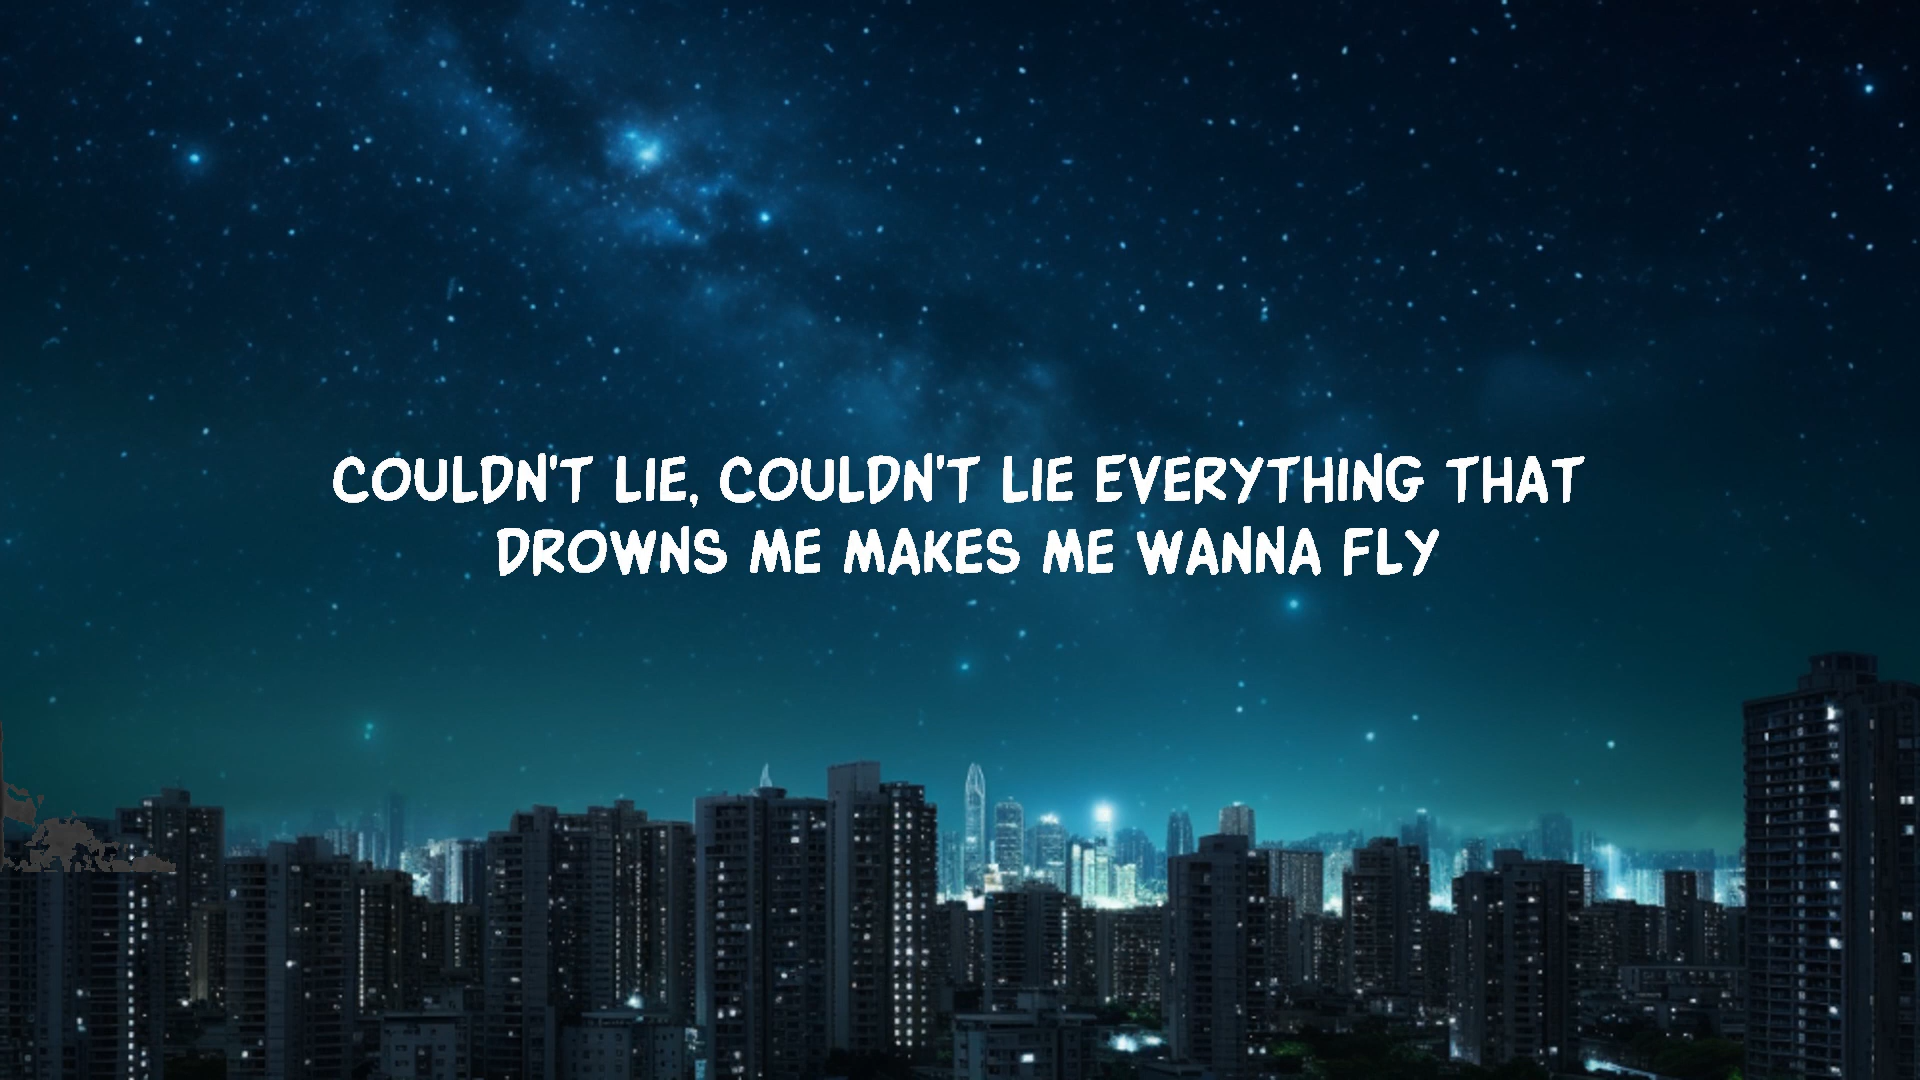 COULDN'T LIE, COULDN'T LIE EVERYTHING THAT
DROWNS ME MAKES ME WANNA FLY